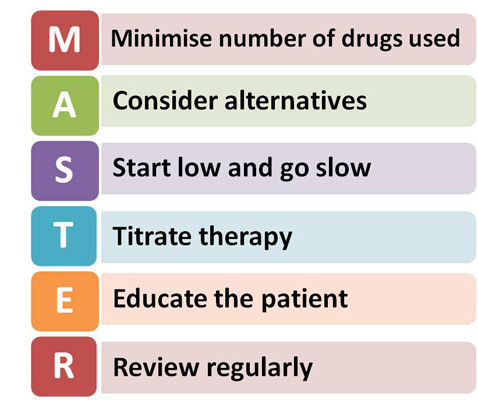 M Minimise number of drugs used
A Consider alternatives
S Start low and go slow
T Titrate therapy
E Educate the patient
R Review regularly